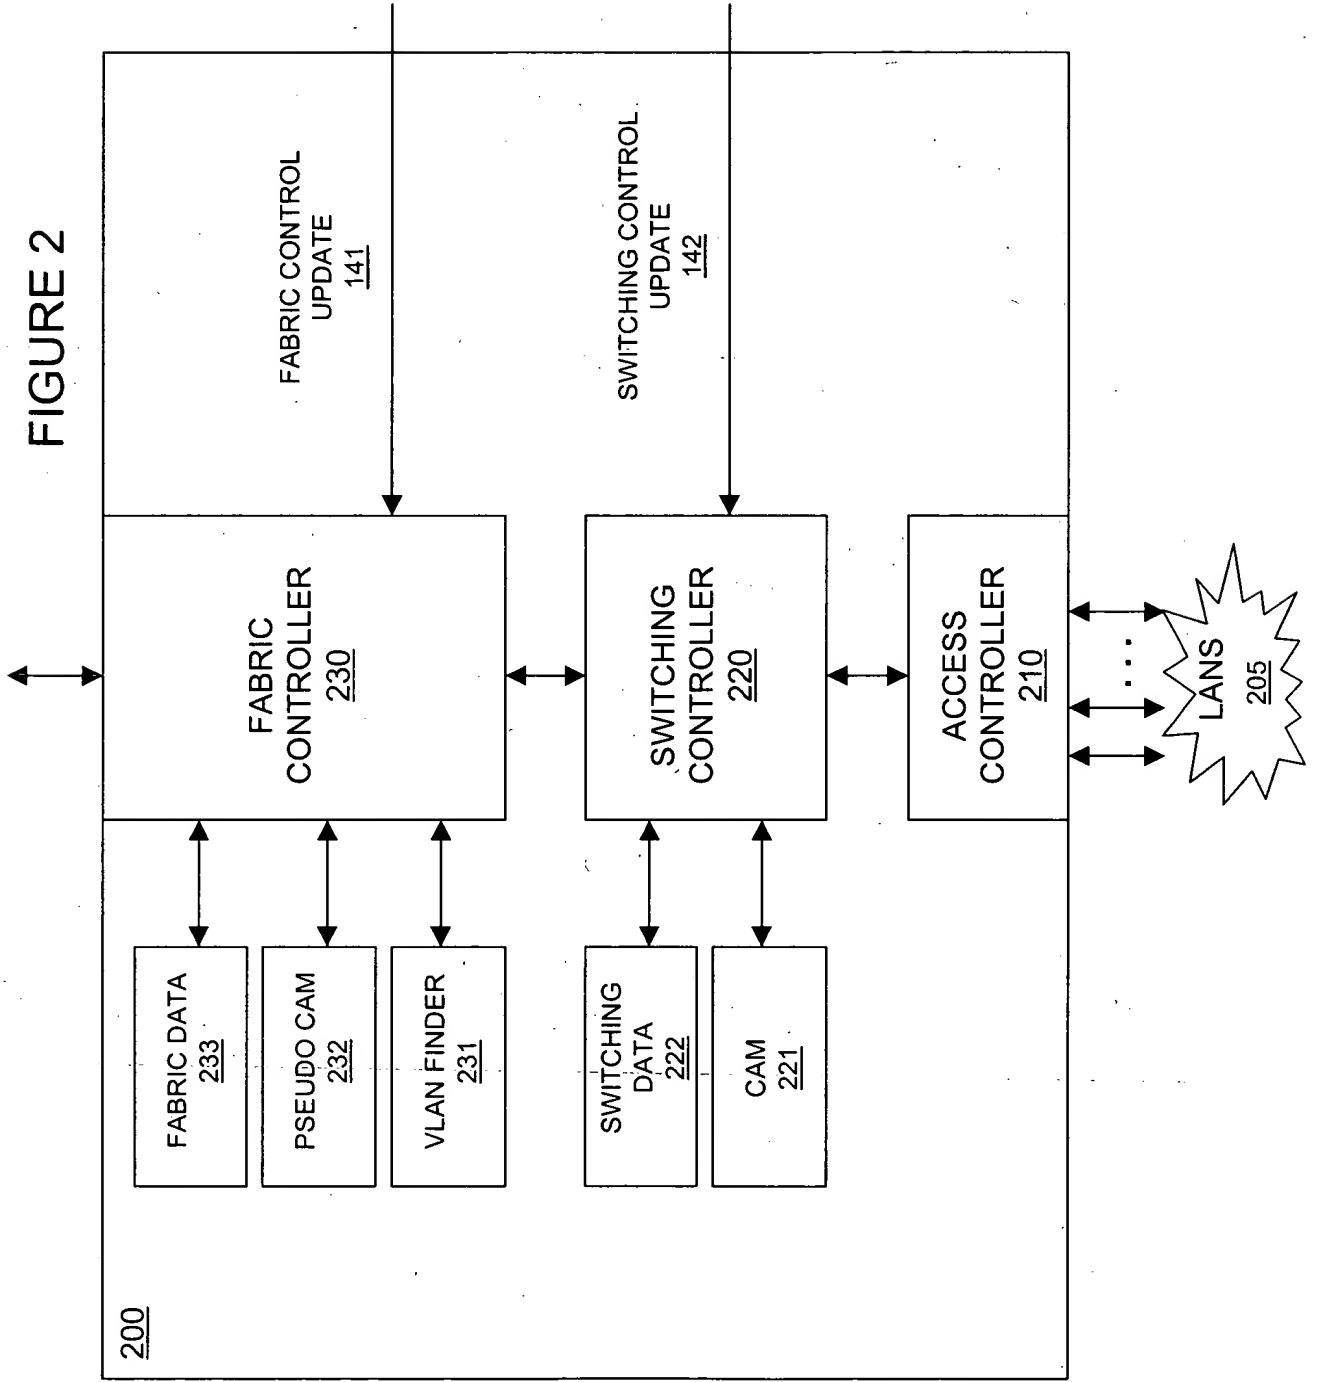 FIGURE 2
200
FABRIC DATA
233
PSEUDO CAM
232
VLAN FINDER
231
SWITCHING
DATA
222
CAM
221
FABRIC
CONTROLLER
230
SWITCHING
CONTROLLER
220
ACCESS
CONTROLLER
210
FABRIC CONTROL
UPDATE
141
SWITCHING CONTROL
UPDATE
142
LANS
205